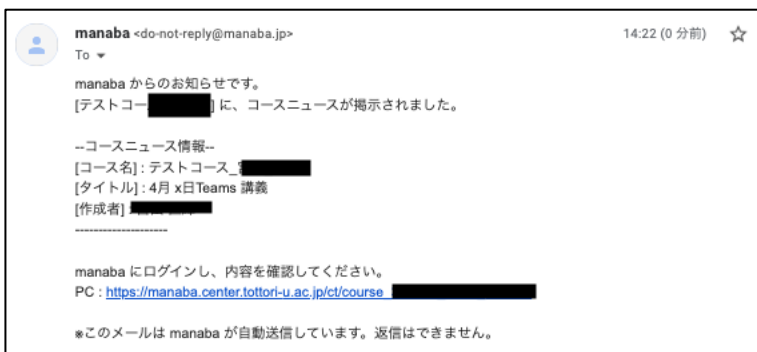 manaba <do-not-reply@manaba.jp> 14:22 (0 分前)
To
manaba からのお知らせです。
[テストコー ] に、コースニュースが掲示されました。
--コースニュース情報--
[コース名] : テストコース_
[タイトル] : 4月 x日Teams 講義
[作成者] :
--------------------
manaba にログインし、内容を確認してください。
PC : https://manaba.center.tottori-u.ac.jp/ct/course_
※このメールは manaba が自動送信しています。返信はできません。